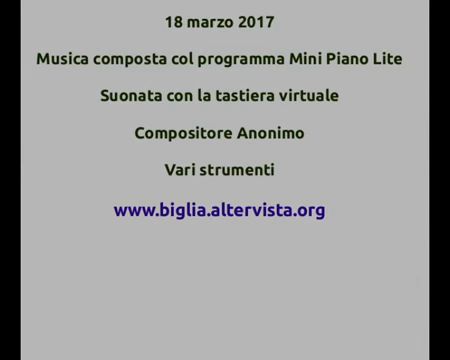 18 marzo 2017
Musica composta col programma Mini Piano Lite
Suonata con la tastiera virtuale
Compositore Anonimo
Vari strumenti
www.biglia.altervista.org